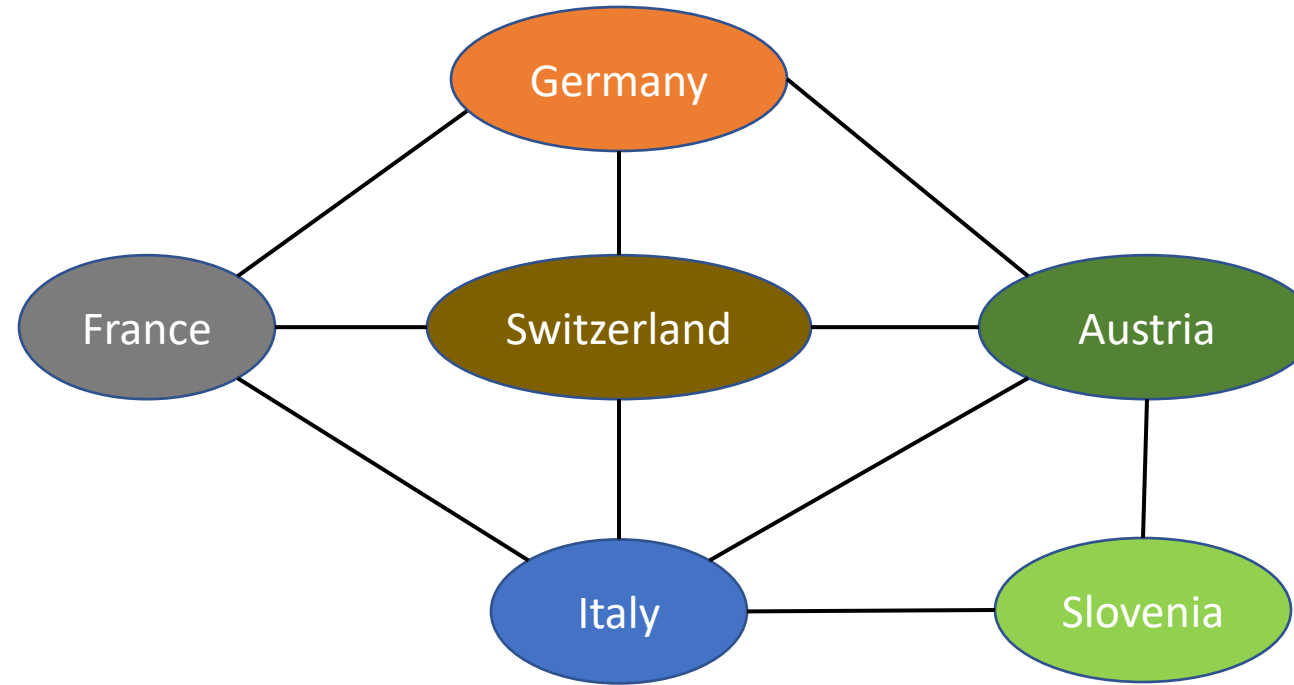 Germany
France
Switzerland
Austria
Italy
Slovenia